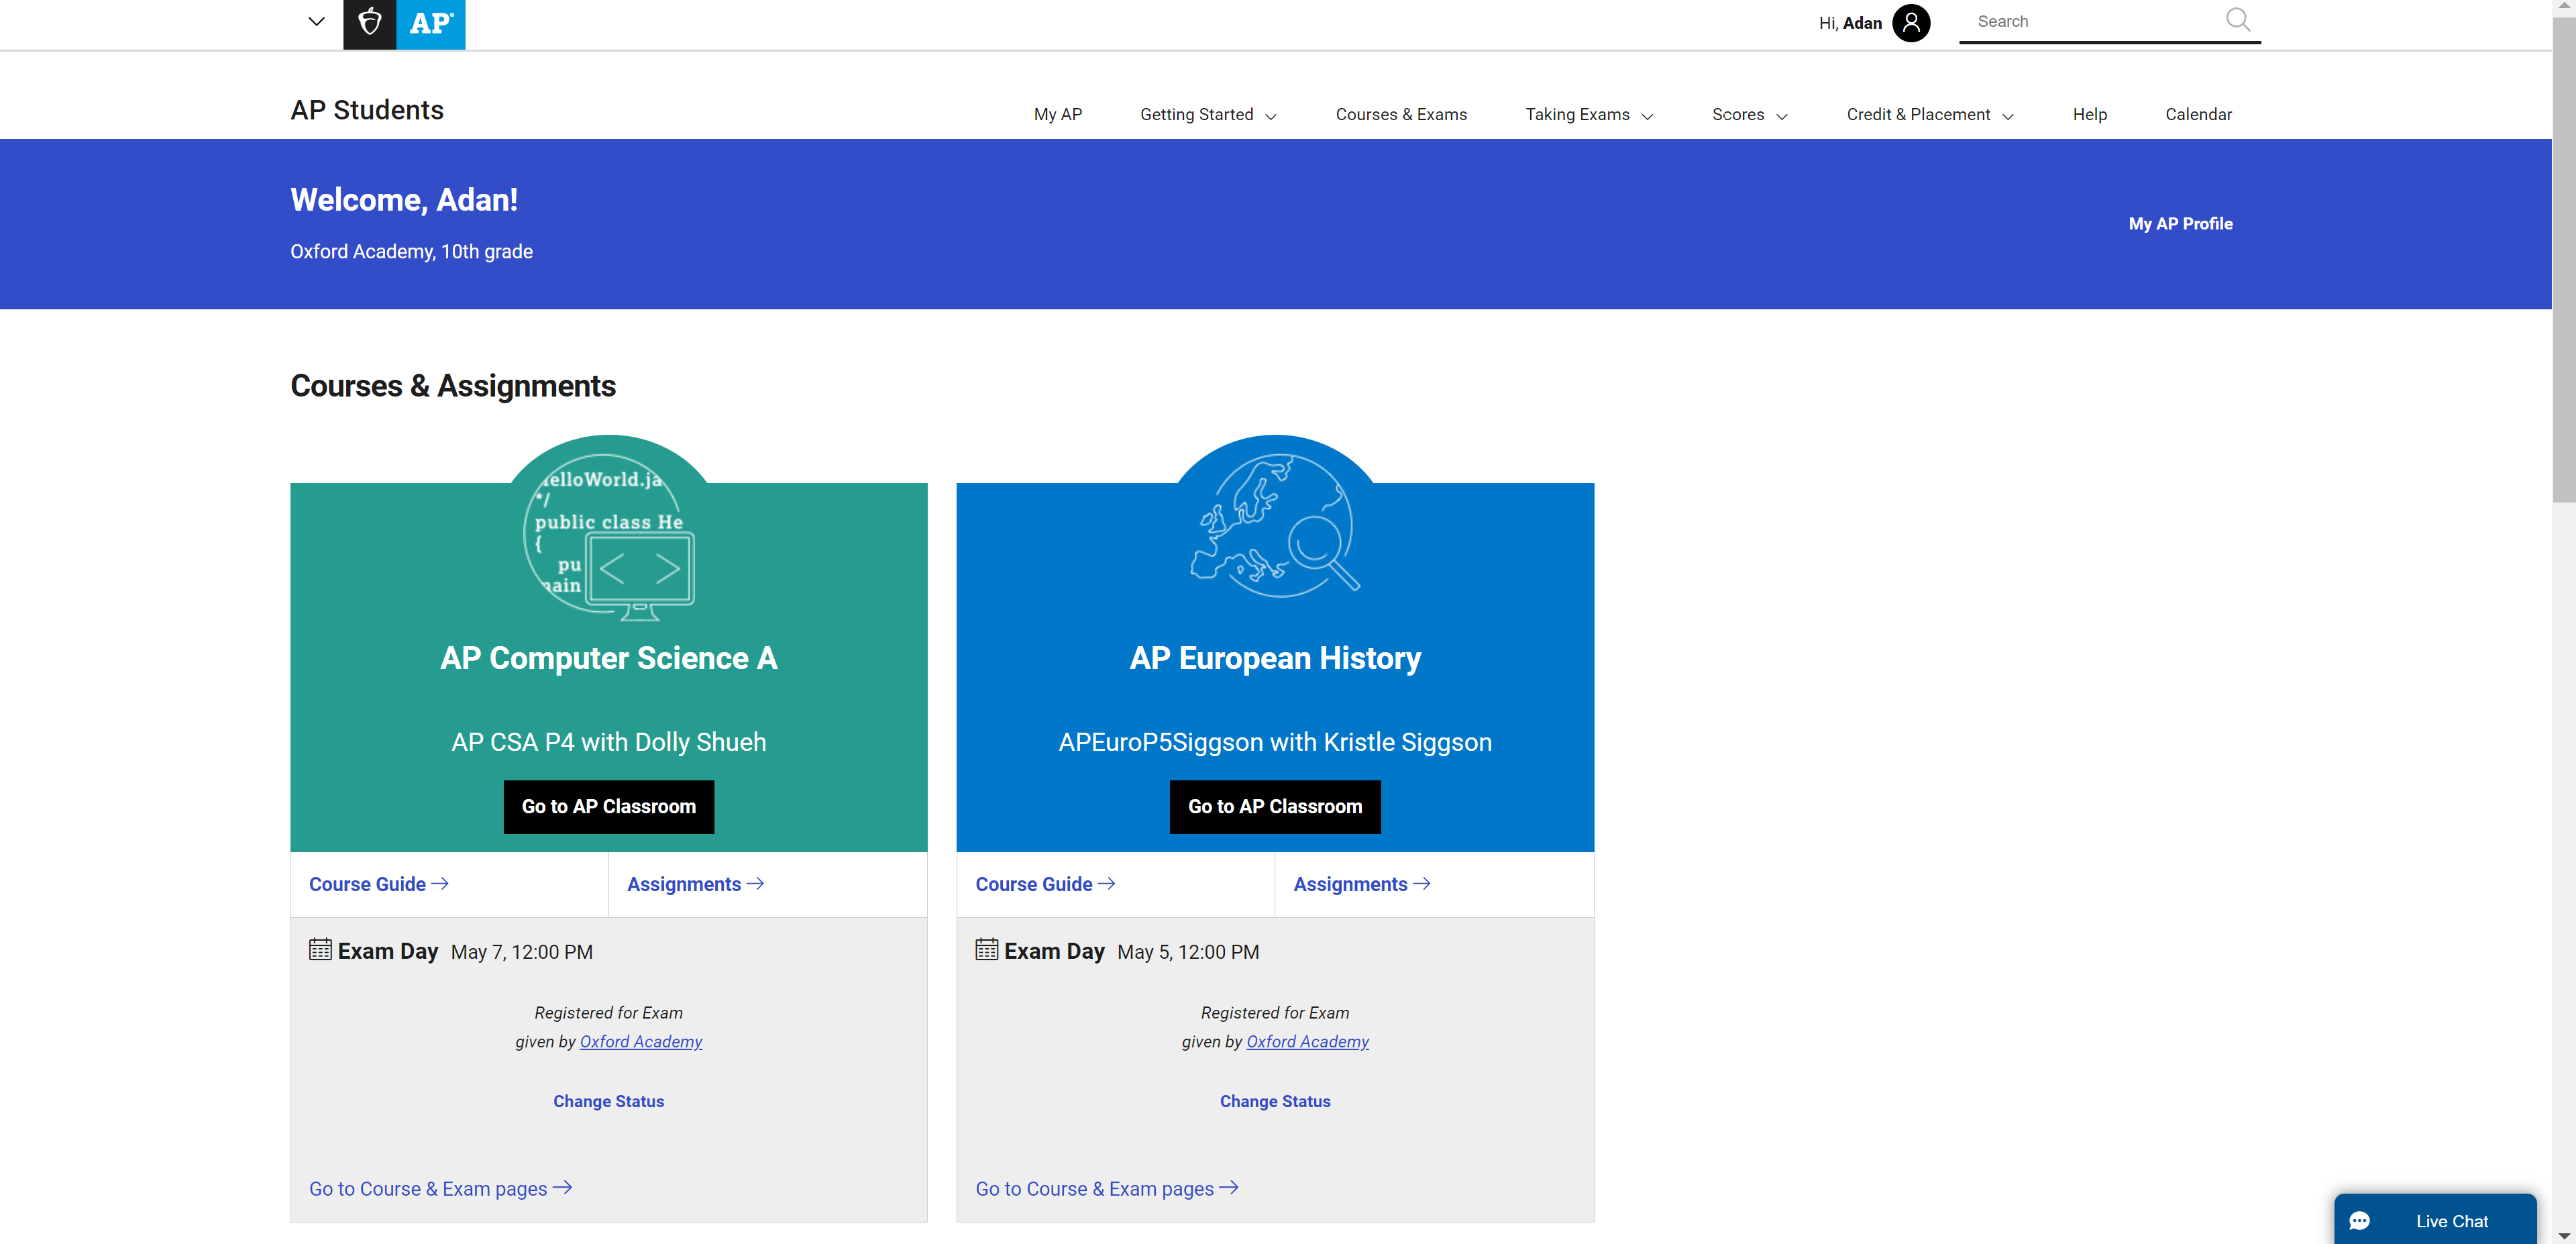 AP®
Hi, Adan
Search
AP Students
My AP
Getting Started
Courses & Exams
Taking Exams
Scores
Credit & Placement
Help
Calendar
Welcome, Adan!
Oxford Academy, 10th grade
My AP Profile
Courses & Assignments
elloWorld.ja
*/
public class He
{
pu
ain
< >
AP Computer Science A
AP CSA P4 with Dolly Shueh
Go to AP Classroom
Course Guide
Assignments
Exam Day May 7, 12:00 PM
Registered for Exam
given by Oxford Academy
Change Status
Go to Course & Exam pages
AP European History
APEuroP5Siggson with Kristle Siggson
Go to AP Classroom
Course Guide
Assignments
Exam Day May 5, 12:00 PM
Registered for Exam
given by Oxford Academy
Change Status
Go to Course & Exam pages
Live Chat